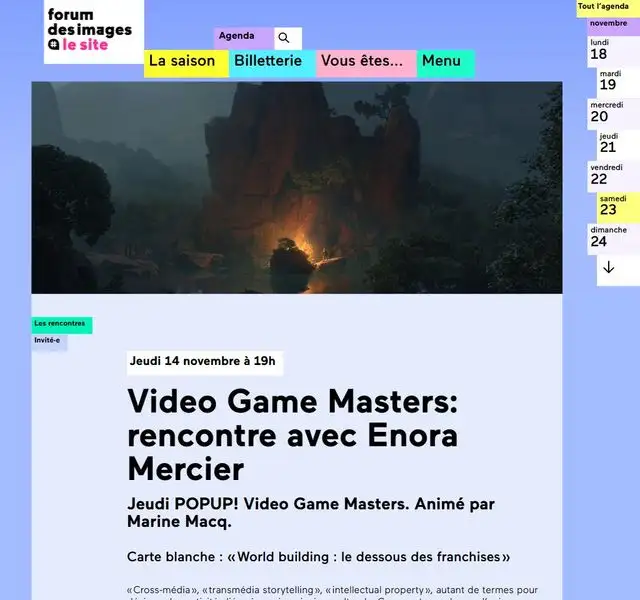 forum
des images
le site
Agenda
La saison
Billetterie
Vous êtes...
Menu
Tout l'agenda
novembre
lundi
18
mardi
19
mercredi
20
jeudi
21
vendredi
22
samedi
23
dimanche
24
Les rencontres
Invité·e
Jeudi 14 novembre à 19h
Video Game Masters:
rencontre avec Enora
Mercier
Jeudi POPUP! Video Game Masters. Animé par
Marine Macq.
Carte blanche : « World building : le dessous des franchises »
« Cross-média », « transmédia storytelling », « intellectual property », autant de termes pour